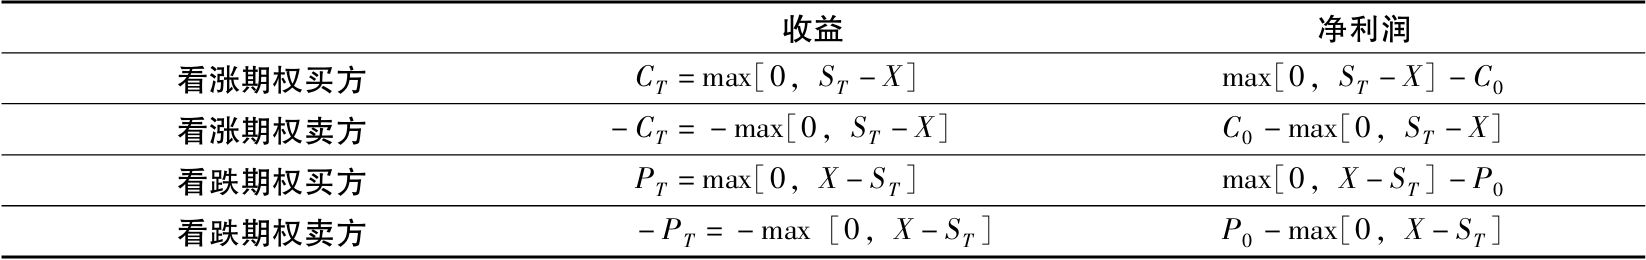 收益 净利润
看涨期权买方 C_T = max[0, S_T - X] max[0, S_T - X] - C_0
看涨期权卖方 -C_T = -max[0, S_T - X] C_0 - max[0, S_T - X]
看跌期权买方 P_T = max[0, X - S_T] max[0, X - S_T] - P_0
看跌期权卖方 -P_T = -max [0, X - S_T] P_0 - max[0, X - S_T]